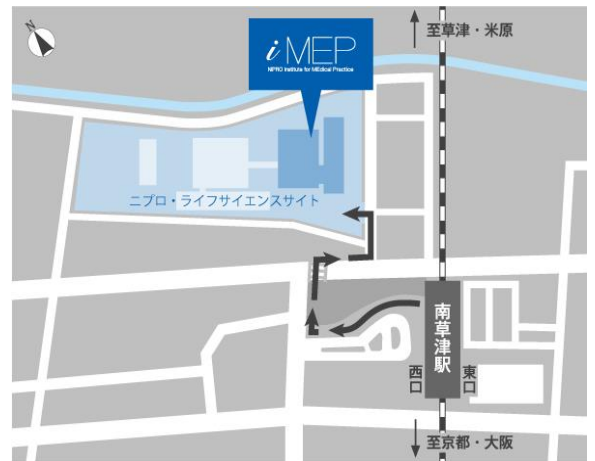 至草津・米原
iMEP
NIPRO Institute for MEdical Practice
ニプロ・ライフサイエンスサイト
南草津駅
西口
東口
至京都・大阪